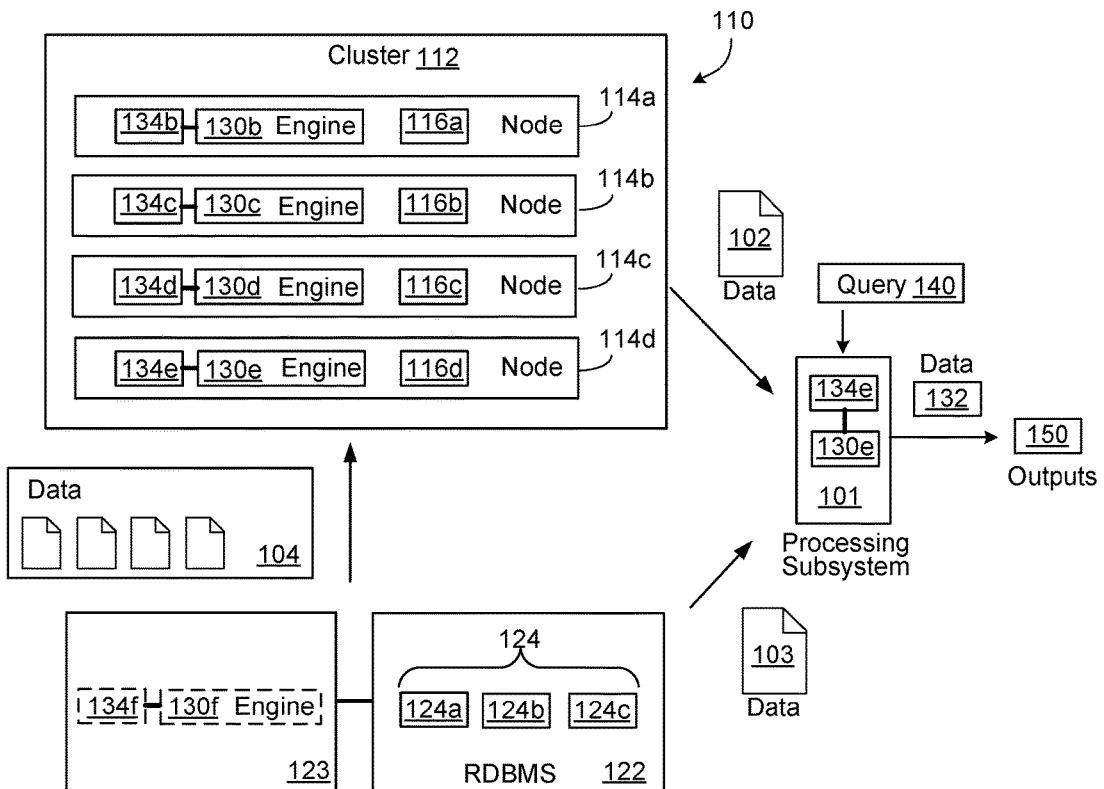 110
Cluster 112
114a
134b 130b Engine 116a Node
114b
134c 130c Engine 116b Node
114c
134d 130d Engine 116c Node
114d
134e 130e Engine 116d Node
102
Data
Query 140
134e
130e
101
Processing
Subsystem
Data
132
150
Outputs
Data
104
134f 130f Engine
123
124
124a 124b 124c
RDBMS 122
103
Data